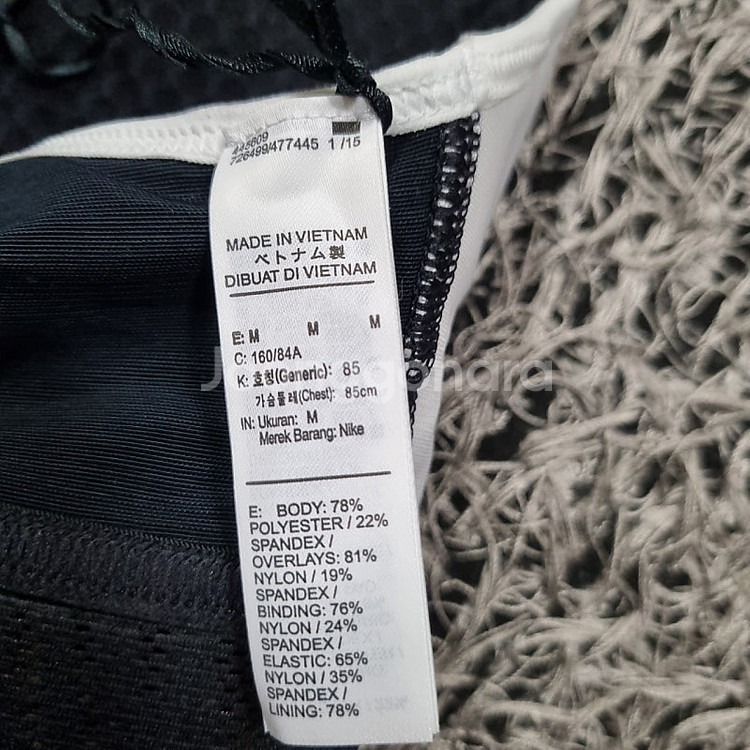 445609
726499/477445 1/15
MADE IN VIETNAM
ベトナム製
DIBUAT DI VIETNAM
E: M M M
C: 160/84A
K: 호칭(Generic): 85
가슴둘레(Chest): 85cm
IN: Ukuran: M
Merek Barang: Nike
E: BODY: 78%
POLYESTER / 22%
SPANDEX /
OVERLAYS: 81%
NYLON / 19%
SPANDEX /
BINDING: 76%
NYLON / 24%
SPANDEX /
ELASTIC: 65%
NYLON / 35%
SPANDEX /
LINING: 78%